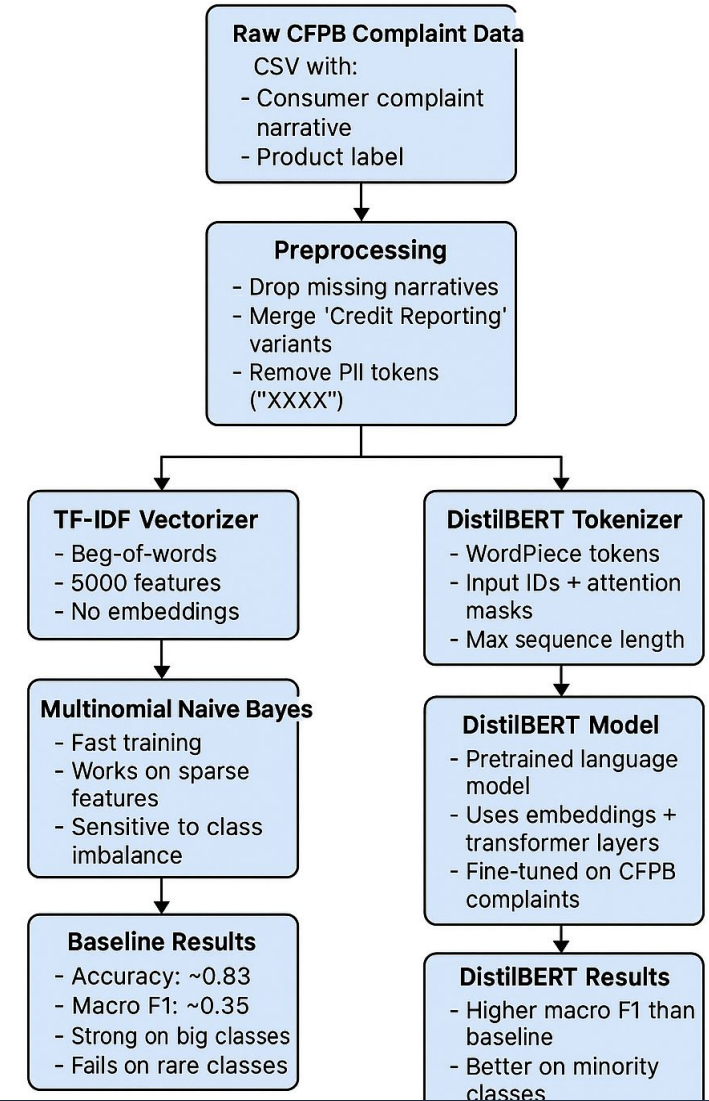 Raw CFPB Complaint Data
CSV with:
- Consumer complaint
narrative
- Product label
Preprocessing
- Drop missing narratives
- Merge 'Credit Reporting'
variants
- Remove PII tokens
("XXXX")
TF-IDF Vectorizer
- Beg-of-words
- 5000 features
- No embeddings
Multinomial Naive Bayes
- Fast training
- Works on sparse
features
- Sensitive to class
imbalance
Baseline Results
- Accuracy: ~0.83
- Macro F1: ~0.35
- Strong on big classes
- Fails on rare classes
DistilBERT Tokenizer
- WordPiece tokens
- Input IDs + attention
masks
- Max sequence length
DistilBERT Model
- Pretrained language
model
- Uses embeddings +
transformer layers
- Fine-tuned on CFPB
complaints
DistilBERT Results
- Higher macro F1 than
baseline
- Better on minority
classes